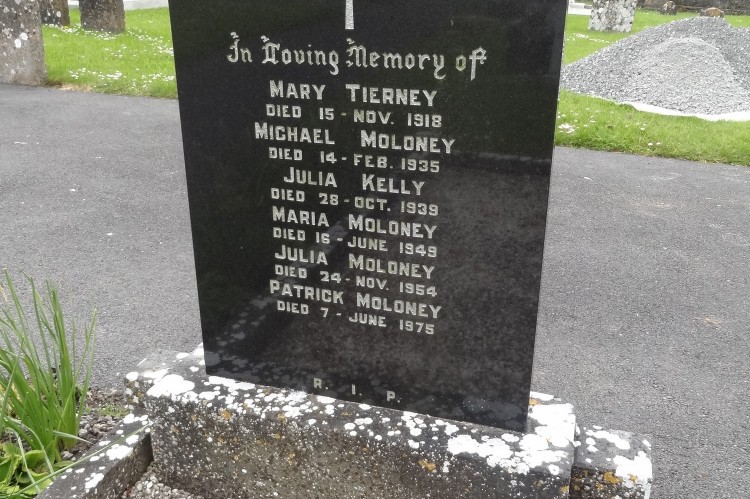 In Loving Memory of
MARY TIERNEY
DIED 15 - NOV. 1918
MICHAEL MOLONEY
DIED 14 - FEB. 1935
JULIA KELLY
DIED 28 - OCT. 1939
MARIA MOLONEY
DIED 16 - JUNE 1949
JULIA MOLONEY
DIED 24 - NOV. 1954
PATRICK MOLONEY
DIED 7 - JUNE 1975
R. I. P.